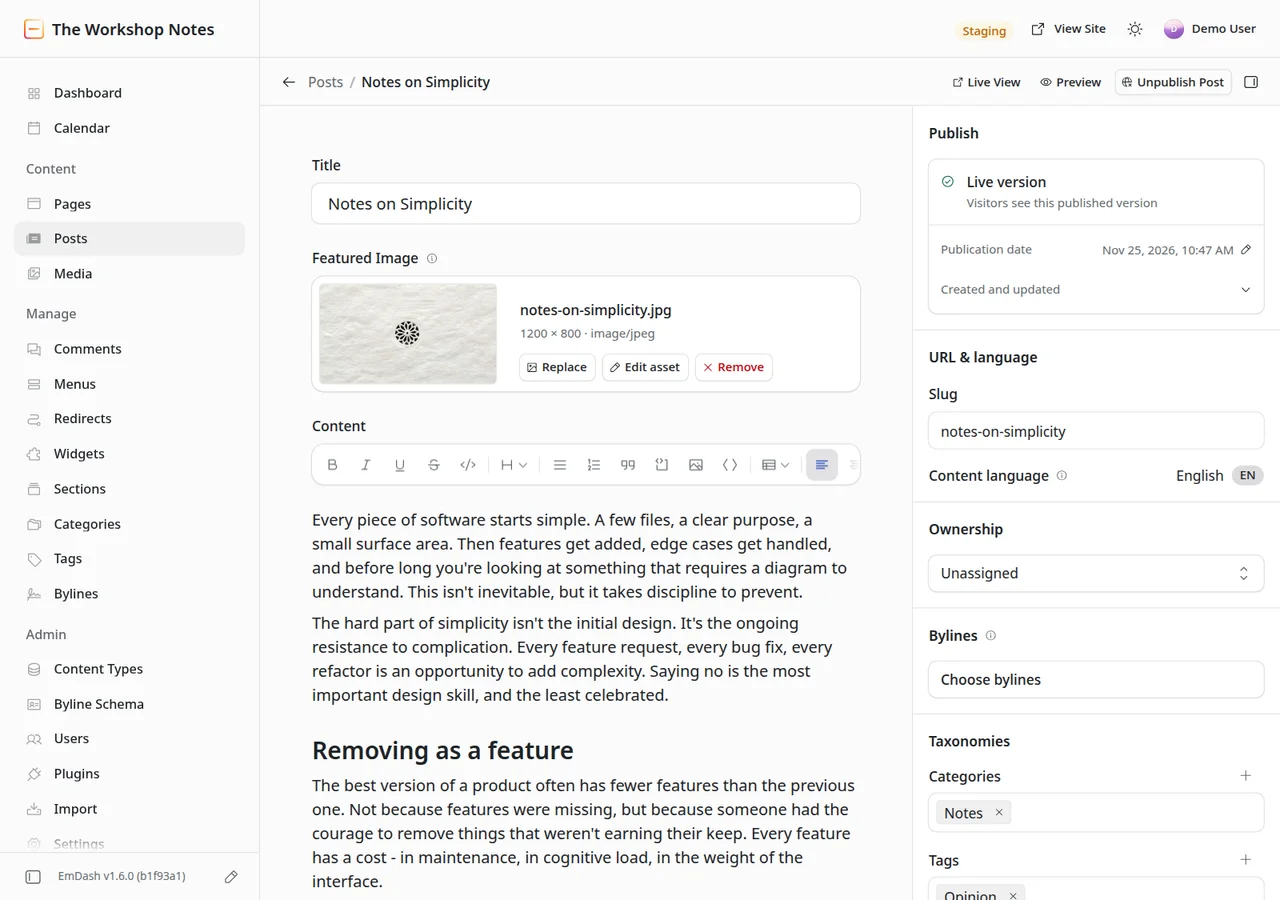 The Workshop Notes
Staging
View Site
D
Demo User
Dashboard
Calendar
Content
Pages
Posts
Media
Manage
Comments
Menus
Redirects
Widgets
Sections
Categories
Tags
Bylines
Admin
Content Types
Byline Schema
Users
Plugins
Import
Settings
EmDash v1.6.0 (b1f93a1)
Posts / Notes on Simplicity
Live View
Preview
Unpublish Post
Title
Notes on Simplicity
Featured Image
notes-on-simplicity.jpg
1200 × 800 · image/jpeg
Replace
Edit asset
Remove
Content
Every piece of software starts simple. A few files, a clear purpose, a
small surface area. Then features get added, edge cases get handled,
and before long you're looking at something that requires a diagram to
understand. This isn't inevitable, but it takes discipline to prevent.
The hard part of simplicity isn't the initial design. It's the ongoing
resistance to complication. Every feature request, every bug fix, every
refactor is an opportunity to add complexity. Saying no is the most
important design skill, and the least celebrated.
Removing as a feature
The best version of a product often has fewer features than the previous
one. Not because features were missing, but because someone had the
courage to remove things that weren't earning their keep. Every feature
has a cost - in maintenance, in cognitive load, in the weight of the
interface.
Publish
Live version
Visitors see this published version
Publication date
Nov 25, 2026, 10:47 AM
Created and updated
URL & language
Slug
notes-on-simplicity
Content language
English EN
Ownership
Unassigned
Bylines
Choose bylines
Taxonomies
Categories
Notes
Tags
Opinion